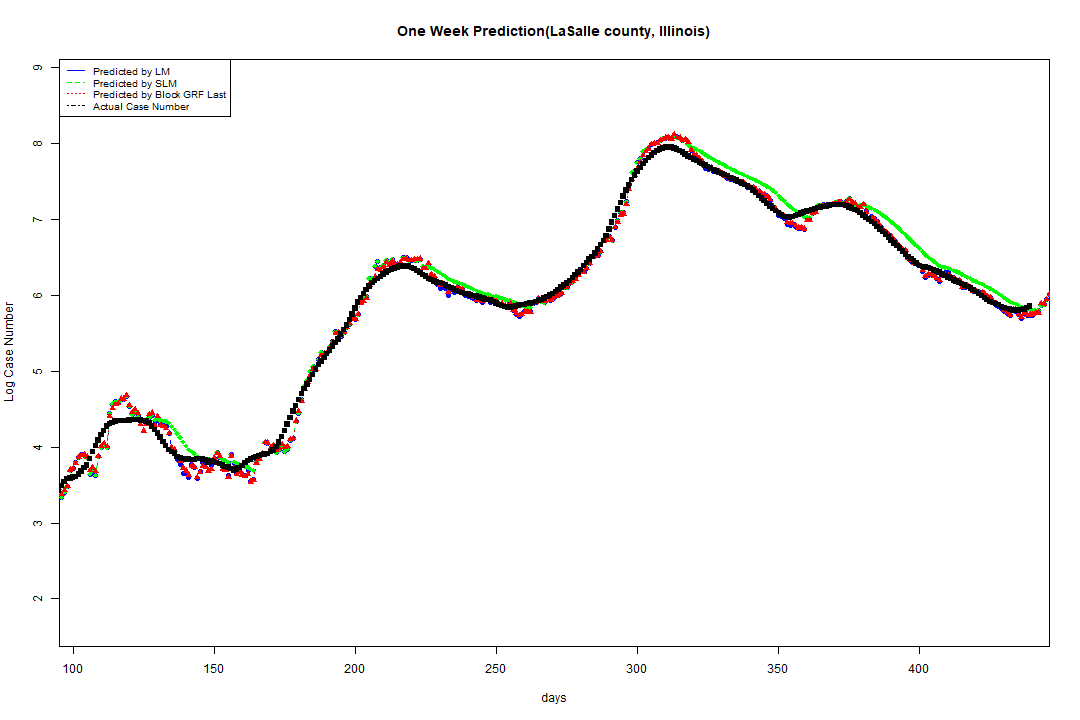 One Week Prediction(LaSalle county, Illinois)
Predicted by LM
Predicted by SLM
Predicted by Block GRF Last
Actual Case Number
9
8
7
6
5
4
3
2
Log Case Number
100 150 200 250 300 350 400
days